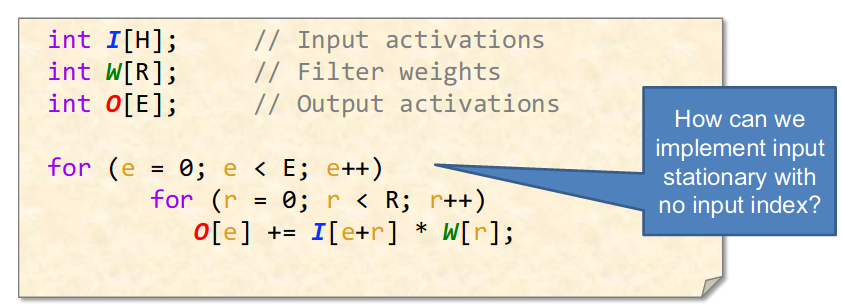 int I[H];      // Input activations
int W[R];      // Filter weights
int O[E];      // Output activations
for (e = 0; e < E; e++)
       for (r = 0; r < R; r++)
          O[e] += I[e+r] * W[r];
How can we
implement input
stationary with
no input index?